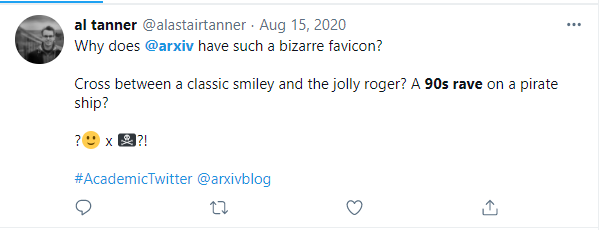 al tanner @alastairtanner · Aug 15, 2020
Why does @arxiv have such a bizarre favicon?
Cross between a classic smiley and the jolly roger? A 90s rave on a pirate
ship?
?🙂 x 🏴‍☠️?!
#AcademicTwitter @arxivblog